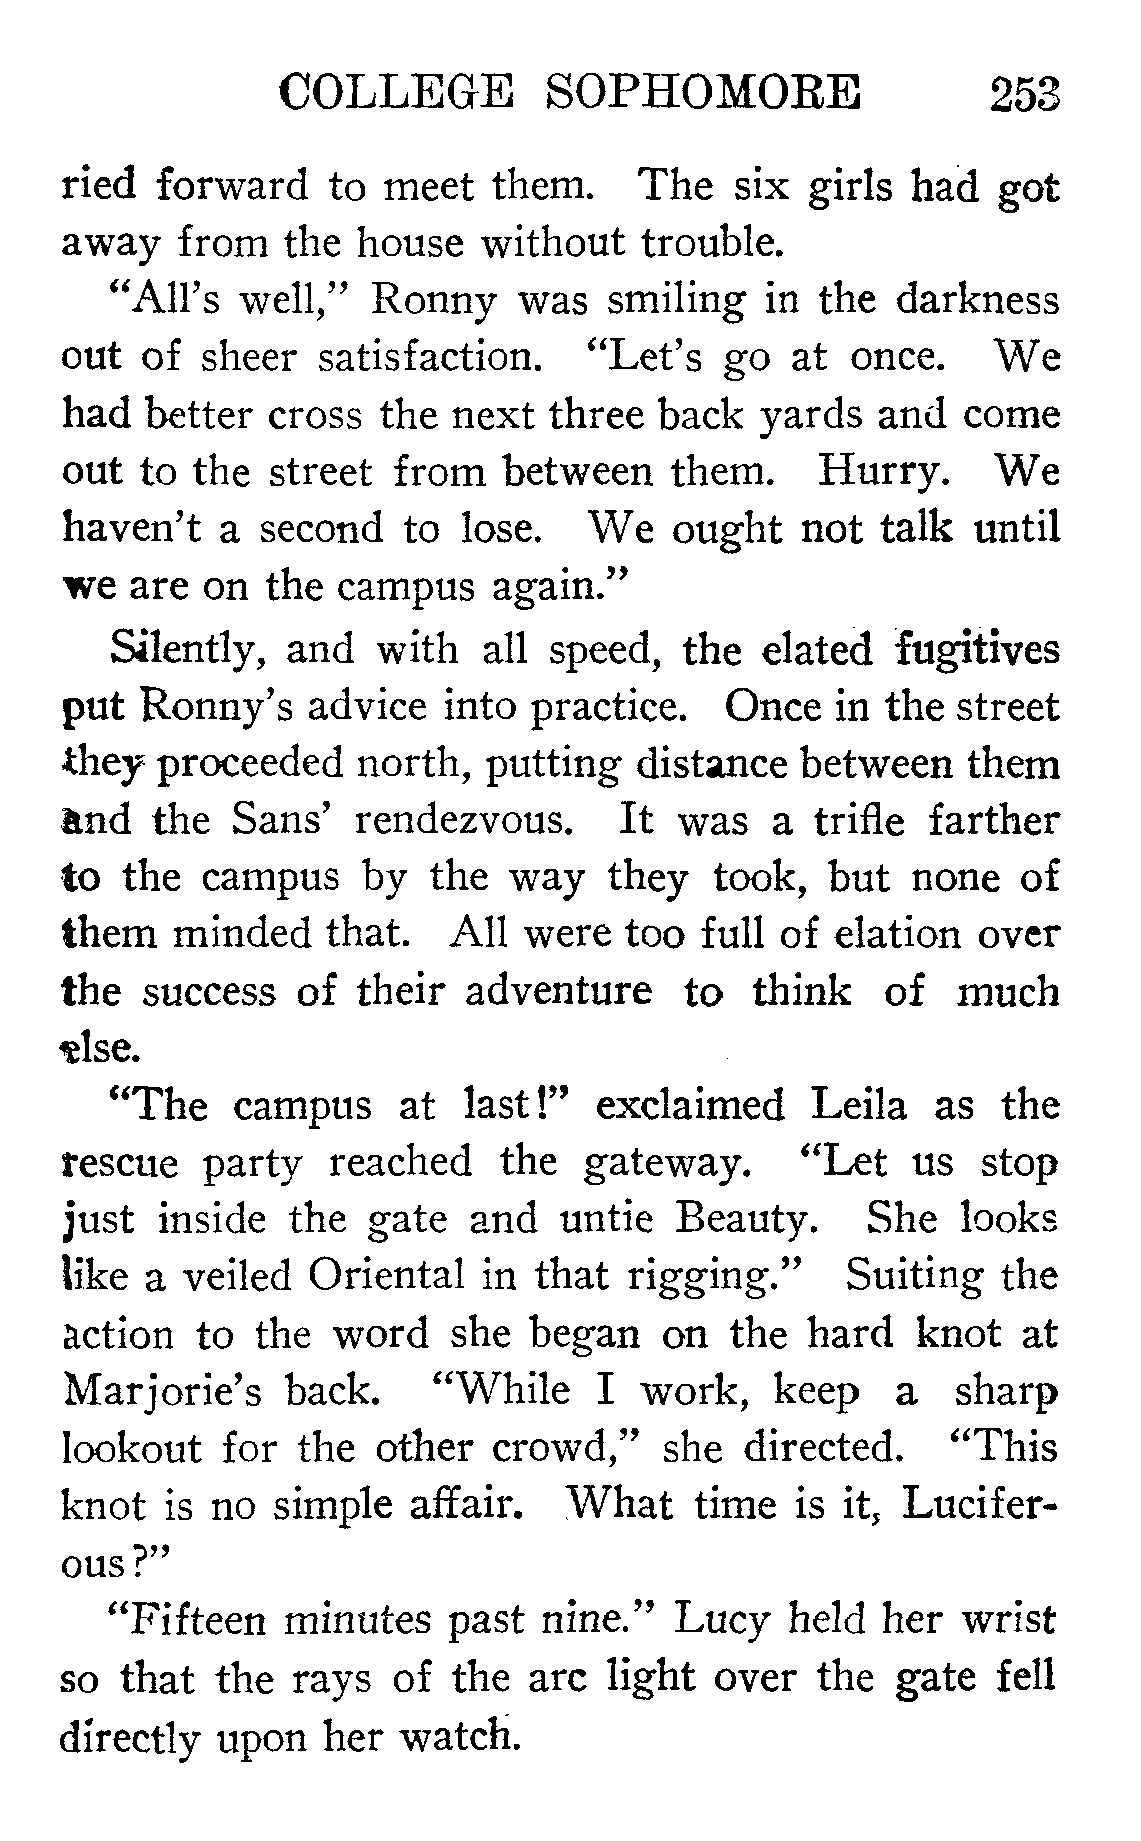 COLLEGE SOPHOMORE 253
ried forward to meet them. The six girls had got
away from the house without trouble.
“All’s well,” Ronny was smiling in the darkness
out of sheer satisfaction. “Let’s go at once. We
had better cross the next three back yards and come
out to the street from between them. Hurry. We
haven’t a second to lose. We ought not talk until
we are on the campus again.”
Silently, and with all speed, the elated fugitives
put Ronny’s advice into practice. Once in the street
they proceeded north, putting distance between them
and the Sans’ rendezvous. It was a trifle farther
to the campus by the way they took, but none of
them minded that. All were too full of elation over
the success of their adventure to think of much
else.
“The campus at last!” exclaimed Leila as the
rescue party reached the gateway. “Let us stop
just inside the gate and untie Beauty. She looks
like a veiled Oriental in that rigging.” Suiting the
action to the word she began on the hard knot at
Marjorie’s back. “While I work, keep a sharp
lookout for the other crowd,” she directed. “This
knot is no simple affair. What time is it, Lucifer-
ous?”
“Fifteen minutes past nine.” Lucy held her wrist
so that the rays of the arc light over the gate fell
directly upon her watch.